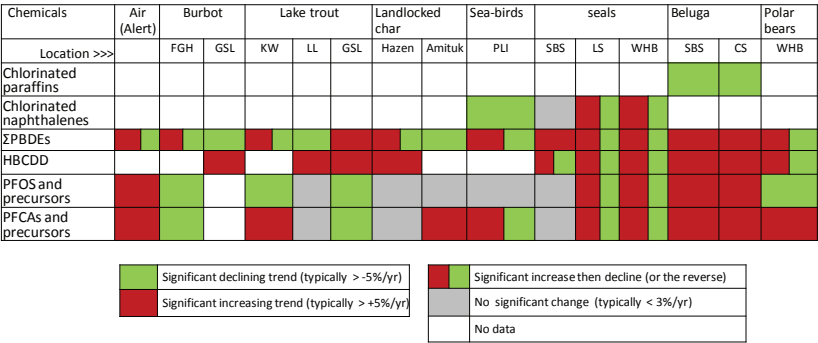 Chemicals Air Burbot Lake trout Landlocked Sea-birds seals Beluga Polar
(Alert) char bears
Location >>> FGH GSL KW LL GSL Hazen Amituk PLI SBS LS WHB SBS CS WHB
Chlorinated
paraffins
Chlorinated
naphthalenes
ΣPBDEs
HBCDD
PFOS and
precursors
PFCAs and
precursors
Significant declining trend (typically > -5%/yr)
Significant increasing trend (typically > +5%/yr)
Significant increase then decline (or the reverse)
No significant change (typically < 3%/yr)
No data